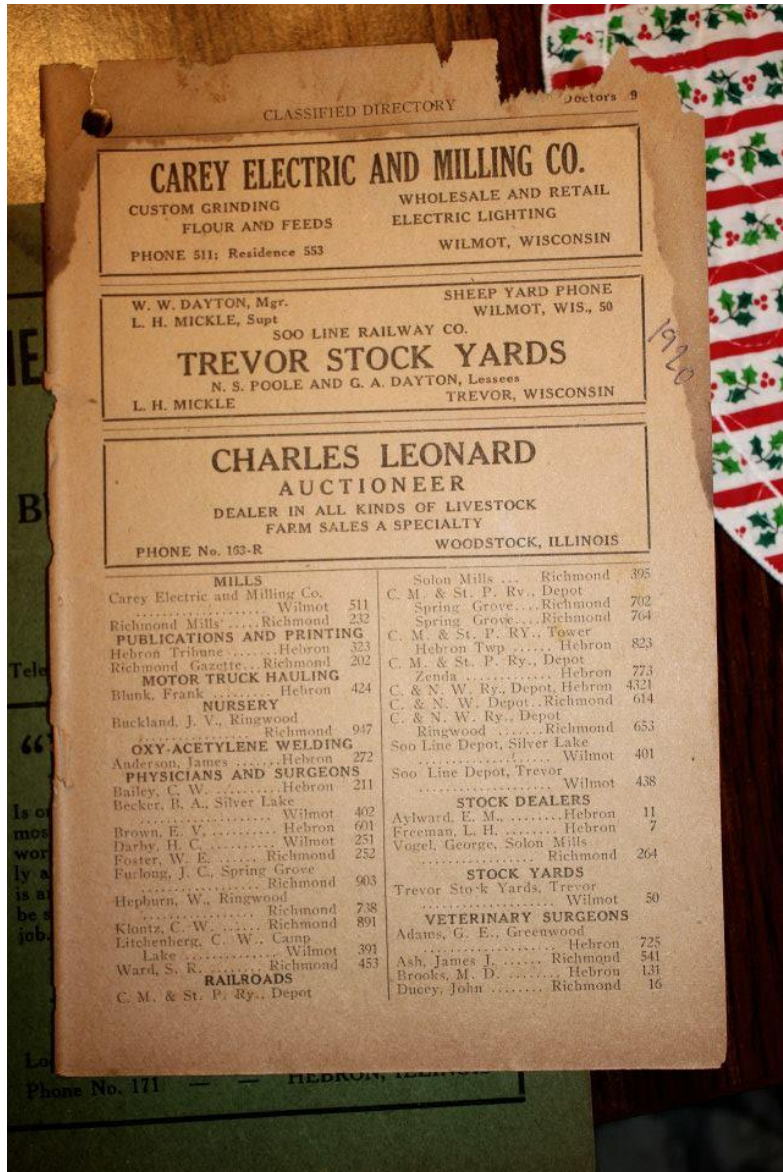 CLASSIFIED DIRECTORY
Doctors 9
CAREY ELECTRIC AND MILLING CO.
CUSTOM GRINDING
FLOUR AND FEEDS
WHOLESALE AND RETAIL
ELECTRIC LIGHTING
PHONE 511; Residence 553
WILMOT, WISCONSIN
W. W. DAYTON, Mgr.
L. H. MICKLE, Supt
SHEEP YARD PHONE
WILMOT, WIS., 50
SOO LINE RAILWAY CO.
TREVOR STOCK YARDS
N. S. POOLE AND G. A. DAYTON, Lessees
L. H. MICKLE
TREVOR, WISCONSIN
1920
CHARLES LEONARD
AUCTIONEER
DEALER IN ALL KINDS OF LIVESTOCK
FARM SALES A SPECIALTY
PHONE No. 163-R
WOODSTOCK, ILLINOIS
MILLS
Carey Electric and Milling Co.
.................... Wilmot 511
Richmond Mills ..... Richmond 232
PUBLICATIONS AND PRINTING
Hebron Tribune ....... Hebron 323
Richmond Gazette... Richmond 202
MOTOR TRUCK HAULING
Blunk, Frank ......... Hebron 424
NURSERY
Buckland, J. V., Ringwood
.................. Richmond 947
OXY-ACETYLENE WELDING
Anderson, James ....... Hebron 272
PHYSICIANS AND SURGEONS
Bailey, C. W. .......... Hebron 211
Becker, B. A., Silver Lake
.................... Wilmot 402
Brown, E. V. .......... Hebron 601
Darby, H. C. .......... Wilmot 251
Foster, W. E. ...... Richmond 252
Furlong, J. C., Spring Grove
.................. Richmond 903
Hepburn, W., Ringwood
.................. Richmond 738
Klontz, C. W. ....... Richmond 891
Litchenberg, C. W., Camp
Lake .............. Wilmot 391
Ward, S. R. ......... Richmond 453
RAILROADS
C. M. & St. P. Ry., Depot
Solon Mills ... Richmond 395
C. M. & St. P. Ry., Depot
Spring Grove.... Richmond 702
Spring Grove.... Richmond 764
C. M. & St. P. RY., Tower
Hebron Twp ...... Hebron 823
C. M. & St. P. Ry., Depot
Zenda ............. Hebron 773
C. & N. W. Ry., Depot, Hebron 4321
C. & N. W. Depot.. Richmond 614
C. & N. W. Ry., Depot
Ringwood ....... Richmond 653
Soo Line Depot, Silver Lake
.................... Wilmot 401
Soo Line Depot, Trevor
.................... Wilmot 438
STOCK DEALERS
Aylward, E. M., ........ Hebron 11
Freeman, L. H. ........ Hebron 7
Vogel, George, Solon Mills
.................. Richmond 264
STOCK YARDS
Trevor Stock Yards, Trevor
.................... Wilmot 50
VETERINARY SURGEONS
Adams, G. E., Greenwood
.................... Hebron 725
Ash, James J. ...... Richmond 541
Brooks, M. D. ........ Hebron 131
Ducey, John ........ Richmond 16
Tele
Is
mos
wor
ly a
is a
be s
job.
Lo
Phone No. 171 — — HEBRON, ILLINOIS